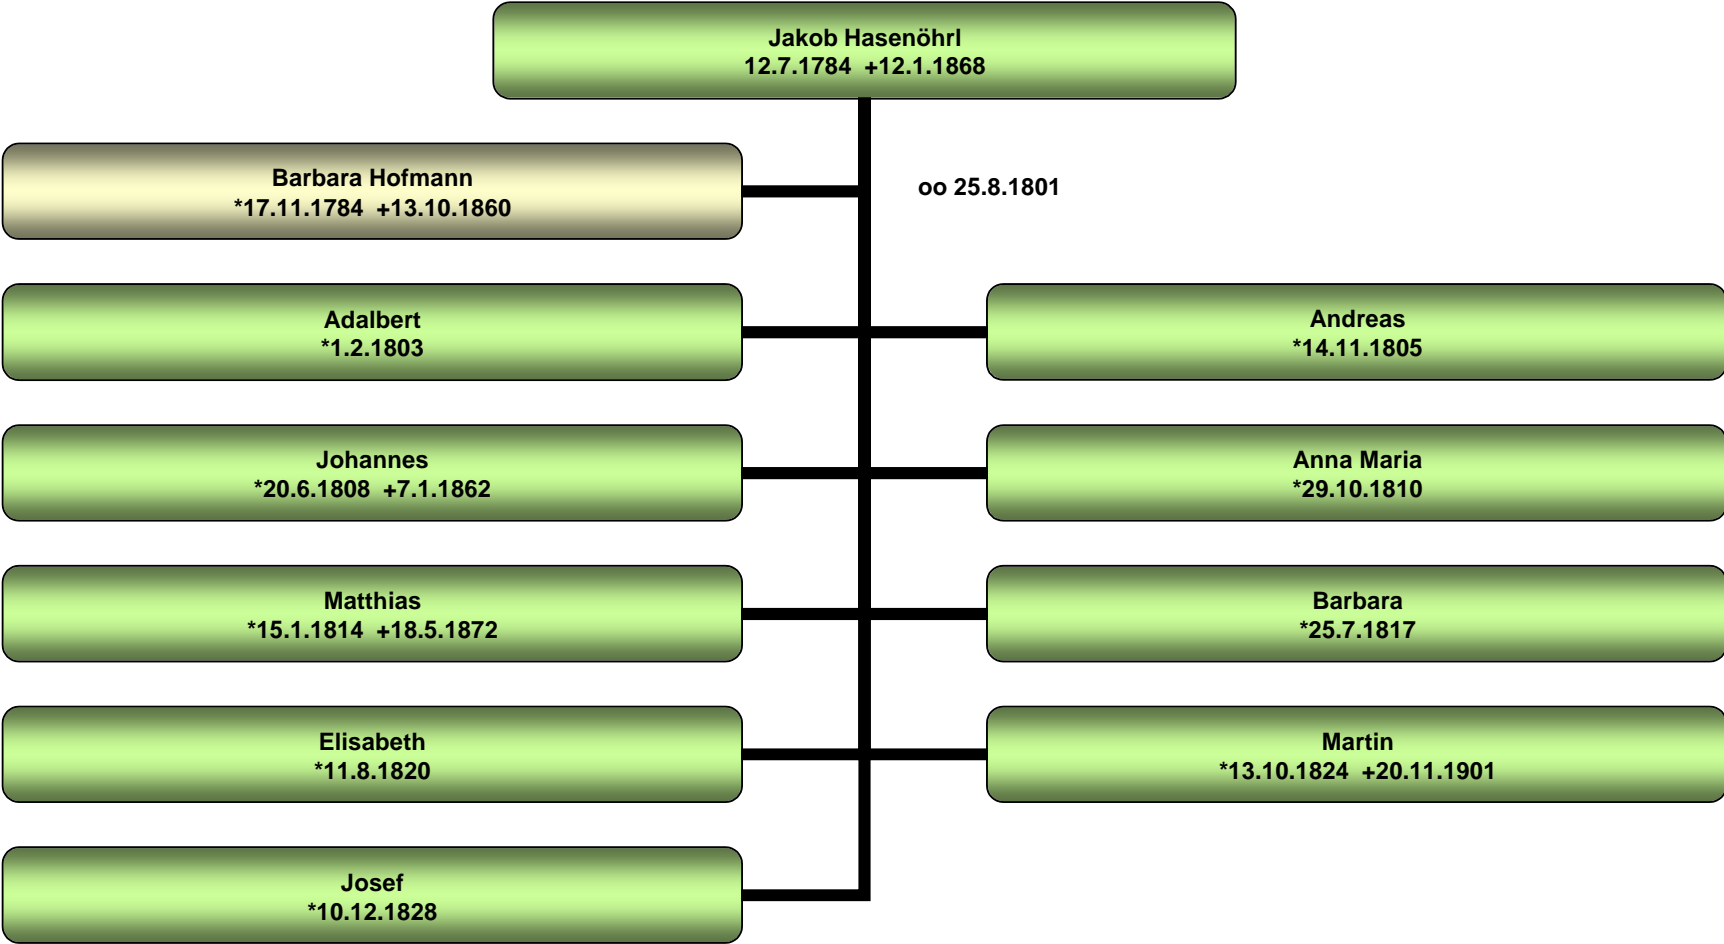 Jakob Hasenöhrl
12.7.1784  +12.1.1868
Barbara Hofmann
*17.11.1784  +13.10.1860
oo 25.8.1801
Adalbert
*1.2.1803
Andreas
*14.11.1805
Johannes
*20.6.1808  +7.1.1862
Anna Maria
*29.10.1810
Matthias
*15.1.1814  +18.5.1872
Barbara
*25.7.1817
Elisabeth
*11.8.1820
Martin
*13.10.1824  +20.11.1901
Josef
*10.12.1828